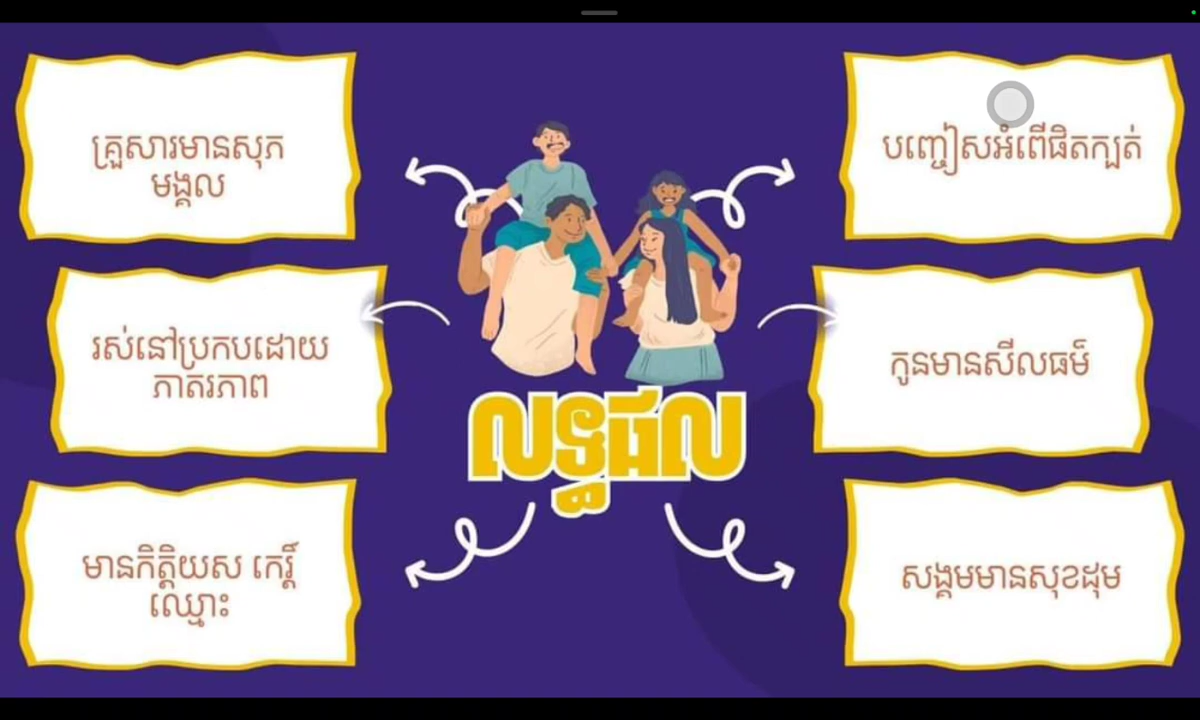 គ្រួសារមានសុភ
មង្គល
បញ្ចៀសអំពើផិតក្បត់
រស់នៅប្រកបដោយ
ភាតរភាព
កូនមានសីលធម៌
លទ្ធផល
មានកិត្តិយស កេរ្តិ៍
ឈ្មោះ
សង្គមមានសុខដុម